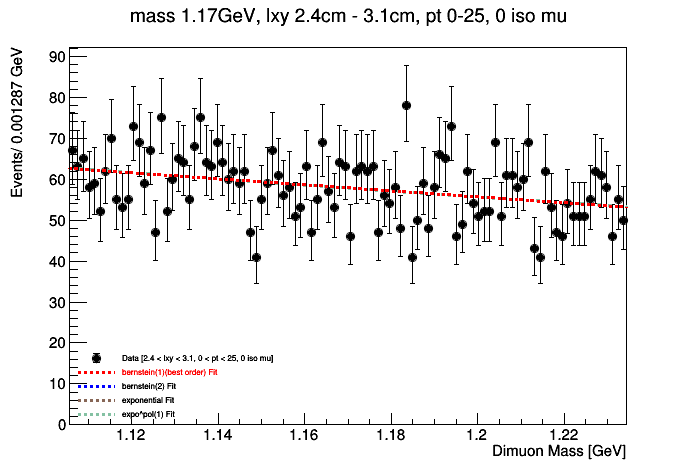 mass 1.17GeV, lxy 2.4cm - 3.1cm, pt 0-25, 0 iso mu
Events/ 0.001287 GeV
90
80
70
60
50
40
30
20
10
0
Data [2.4 < lxy < 3.1, 0 < pt < 25, 0 iso mu]
bernstein(1)(best order) Fit
bernstein(2) Fit
exponential Fit
expo*pol(1) Fit
1.12 1.14 1.16 1.18 1.2 1.22
Dimuon Mass [GeV]